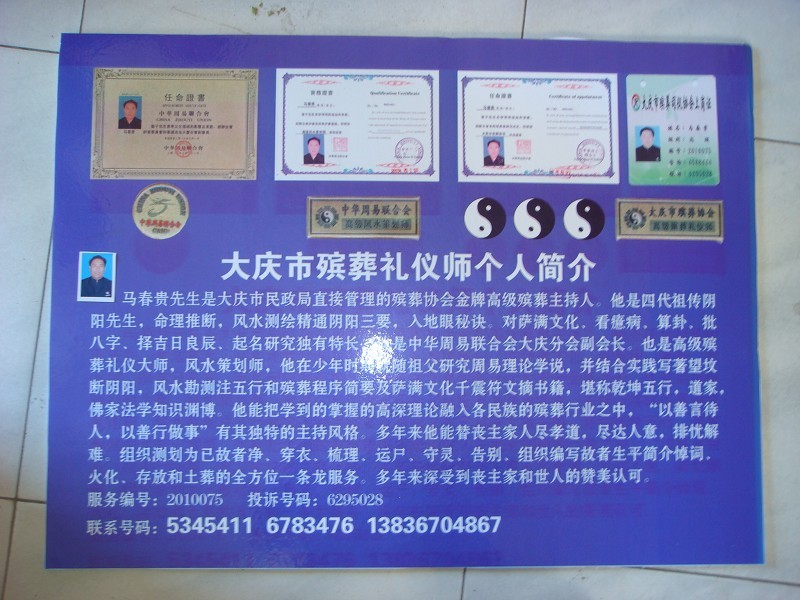 任命證書
中华周易聯合会
CHINA ZHOUYI UNION
中华周易聯合会
资格證書 Qualification Certificate
任命證書 Certificate of appointment
大庆市殡葬司仪协会上岗证
中华周易联合会
大庆市殡葬协会
大庆市殡葬礼仪师个人简介
马春贵先生是大庆市民政局直接管理的殡葬协会金牌高级殡葬主持人。他是四代祖传阴
阳先生，命理推断，风水测绘精通阴阳三要，入地眼秘诀。对萨满文化、看癔病、算卦、批
八字、择吉日良辰、起名研究独有特长，是中华周易联合会大庆分会副会长。也是高级殡
葬礼仪大师，风水策划师，他在少年时随祖父研究周易理论学说，并结合实践写著望坟
断阴阳，风水勘测注五行和殡葬程序简要及萨满文化千震符文摘书籍，堪称乾坤五行，道家，
佛家法学知识渊博。他能把学到的掌握的高深理论融入各民族的殡葬行业之中，“以善言待
人，以善行做事”有其独特的主持风格。多年来他能替丧主家人尽孝道，尽达人意，排忧解
难。组织测划为已故者净、穿衣、梳理，运尸、守灵、告别、组织编写故者生平简介悼词、
火化、存放和土葬的全方位一条龙服务。多年来深受到丧主家和世人的赞美认可。
服务编号：2010075 投诉号码：6295028
联系号码：5345411 6783476 13836704867